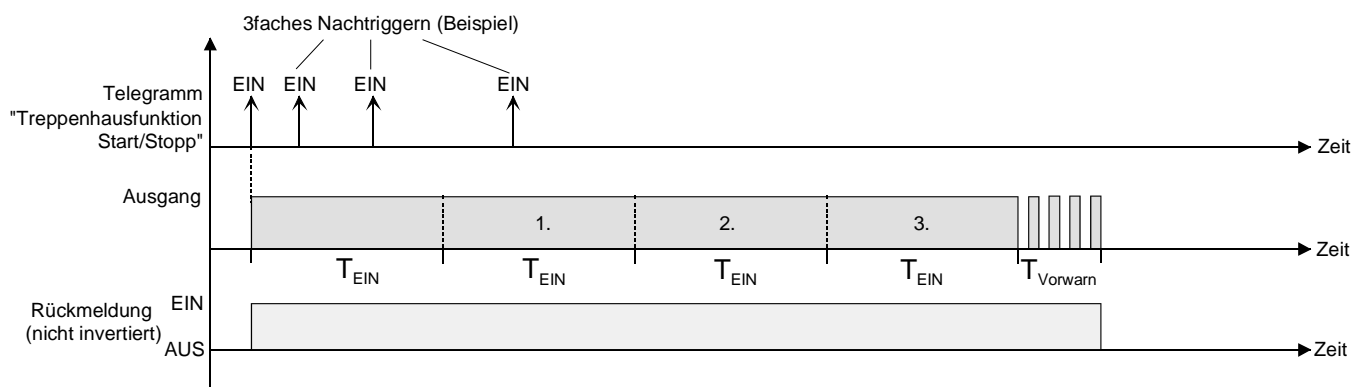 3faches Nachtriggern (Beispiel)
EIN EIN EIN EIN
Telegramm
"Treppenhausfunktion
Start/Stopp"
Zeit
Ausgang
1. 2. 3.
Zeit
TEIN TEIN TEIN TEIN TVorwarn
Rückmeldung
(nicht invertiert)
EIN
AUS
Zeit